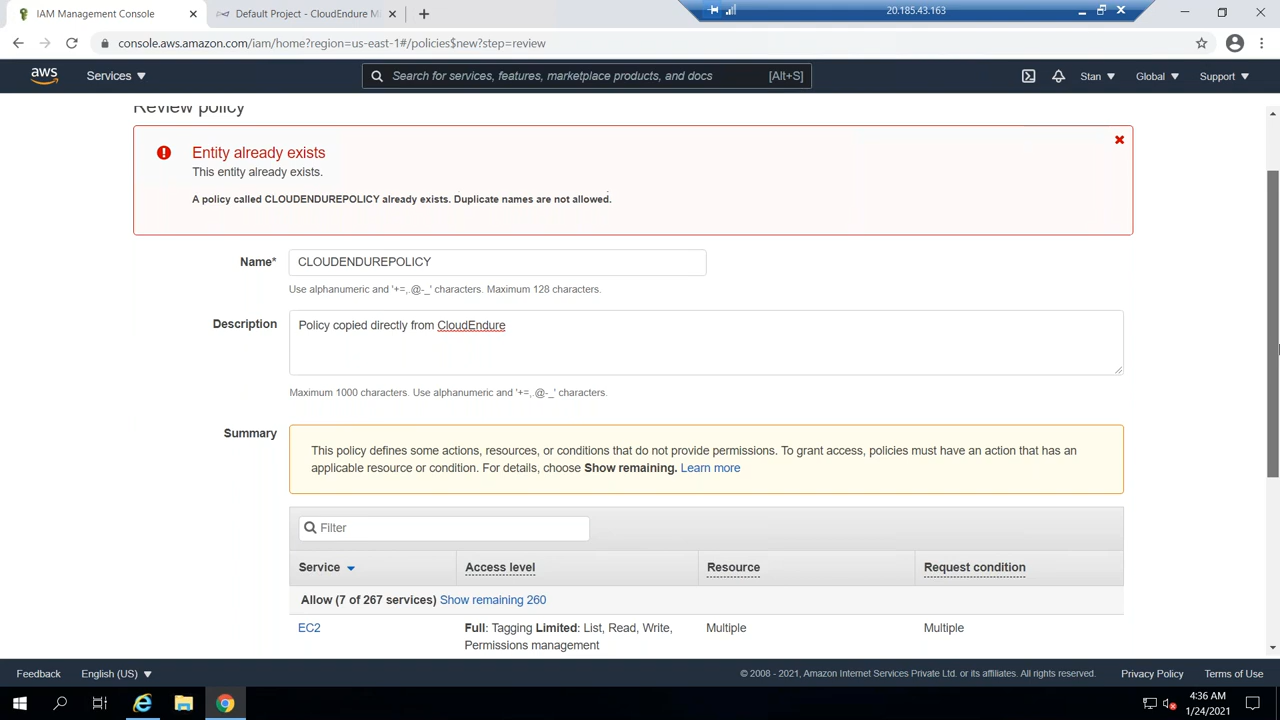 IAM Management Console
Default Project - CloudEndure M
20.185.43.163
console.aws.amazon.com/iam/home?region=us-east-1#/policies$new?step=review
aws
Services
Search for services, features, marketplace products, and docs
[Alt+S]
Stan
Global
Support
Review policy
Entity already exists
This entity already exists.
A policy called CLOUDENDUREPOLICY already exists. Duplicate names are not allowed.
Name*
CLOUDENDUREPOLICY
Use alphanumeric and '+=,.@-_' characters. Maximum 128 characters.
Description
Policy copied directly from CloudEndure
Maximum 1000 characters. Use alphanumeric and '+=,.@-_' characters.
Summary
This policy defines some actions, resources, or conditions that do not provide permissions. To grant access, policies must have an action that has an
applicable resource or condition. For details, choose Show remaining. Learn more
Filter
Service
Access level
Resource
Request condition
Allow (7 of 267 services) Show remaining 260
EC2
Full: Tagging Limited: List, Read, Write,
Permissions management
Multiple
Multiple
Feedback
English (US)
© 2008 - 2021, Amazon Internet Services Private Ltd. or its affiliates. All rights reserved.
Privacy Policy
Terms of Use
4:36 AM
1/24/2021